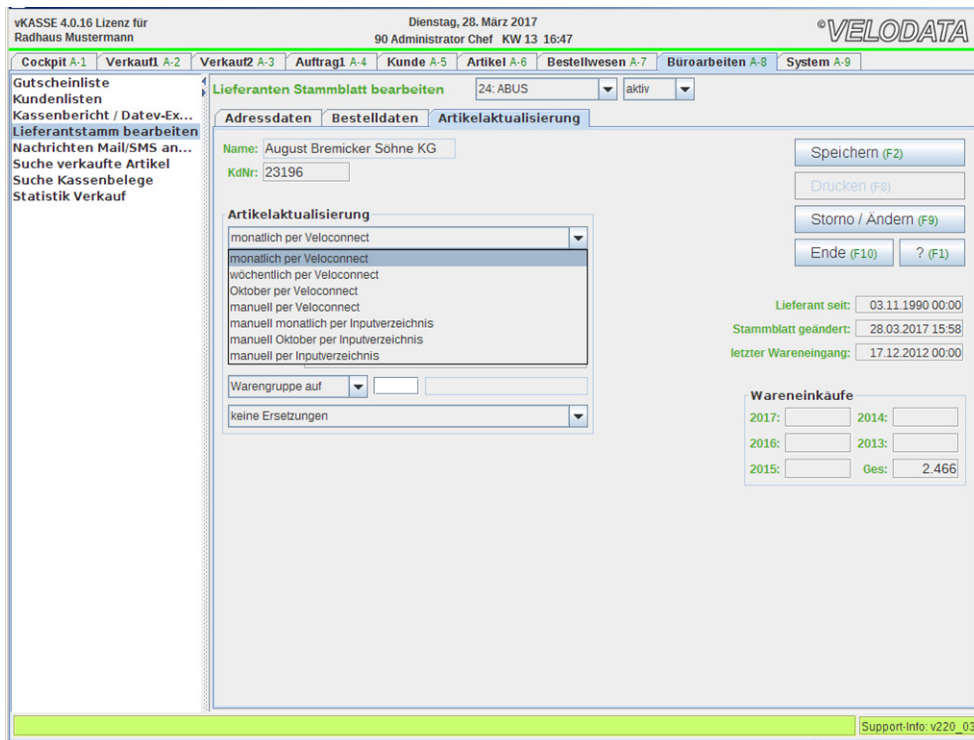 vKASSE 4.0.16 Lizenz für
Radhaus Mustermann
Dienstag, 28. März 2017
90 Administrator Chef KW 13 16:47
©VELODATA
Cockpit A-1 Verkauf1 A-2 Verkauf2 A-3 Auftrag1 A-4 Kunde A-5 Artikel A-6 Bestellwesen A-7 Büroarbeiten A-8 System A-9
Gutscheinliste
Kundenlisten
Kassenbericht / Datev-Ex...
Lieferantstamm bearbeiten
Nachrichten Mail/SMS an...
Suche verkaufte Artikel
Suche Kassenbelege
Statistik Verkauf
Lieferanten Stammblatt bearbeiten 24: ABUS aktiv
Adressdaten Bestelldaten Artikelaktualisierung
Name: August Bremicker Söhne KG
KdNr: 23196
Artikelaktualisierung
monatlich per Veloconnect
monatlich per Veloconnect
wöchentlich per Veloconnect
Oktober per Veloconnect
manuell per Veloconnect
manuell monatlich per Inputverzeichnis
manuell Oktober per Inputverzeichnis
manuell per Inputverzeichnis
Warengruppe auf
keine Ersetzungen
Speichern (F2)
Drucken (F8)
Storno / Ändern (F9)
Ende (F10) ? (F1)
Lieferant seit: 03.11.1990 00:00
Stammblatt geändert: 28.03.2017 15:58
letzter Wareneingang: 17.12.2012 00:00
Wareneinkäufe
2017: 2014:
2016: 2013:
2015: Ges: 2.466
Support-Info: v220_03